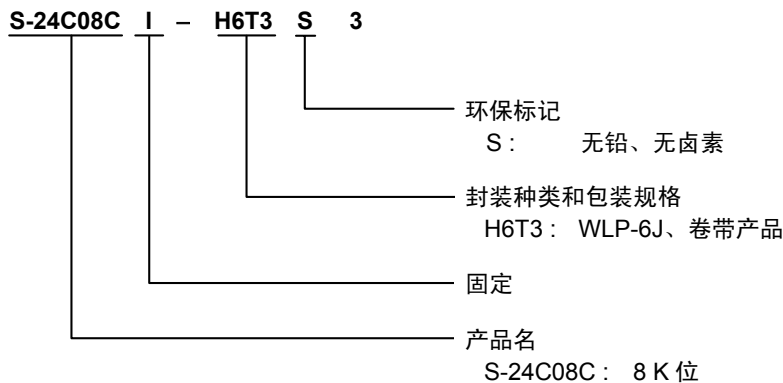 S-24C08C I – H6T3 S 3
环保标记
S : 无铅、无卤素
封装种类和包装规格
H6T3 : WLP-6J、卷带产品
固定
产品名
S-24C08C : 8 K 位